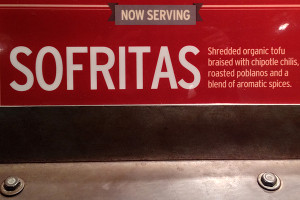 NOW SERVING
SOFRITAS
Shredded organic tofu
braised with chipotle chilis,
roasted poblanos and a
blend of aromatic spices.